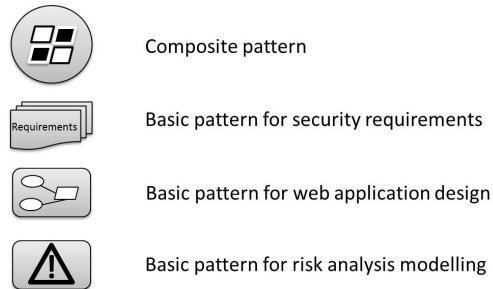 Composite pattern
Requirements
Basic pattern for security requirements
Basic pattern for web application design
Basic pattern for risk analysis modelling